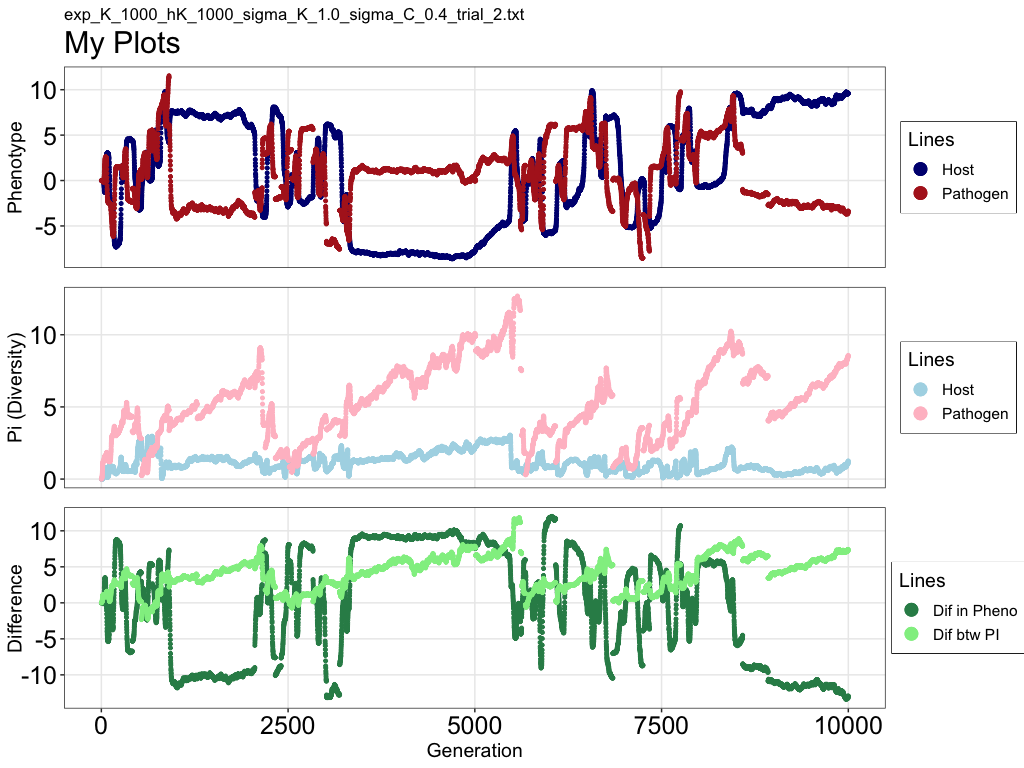 exp_K_1000_hK_1000_sigma_K_1.0_sigma_C_0.4_trial_2.txt
My Plots
Phenotype
10
5
0
-5
Lines
Host
Pathogen
Pi (Diversity)
10
5
0
Lines
Host
Pathogen
Difference
10
5
0
-5
-10
Lines
Dif in Pheno
Dif btw PI
0 2500 5000 7500 10000
Generation